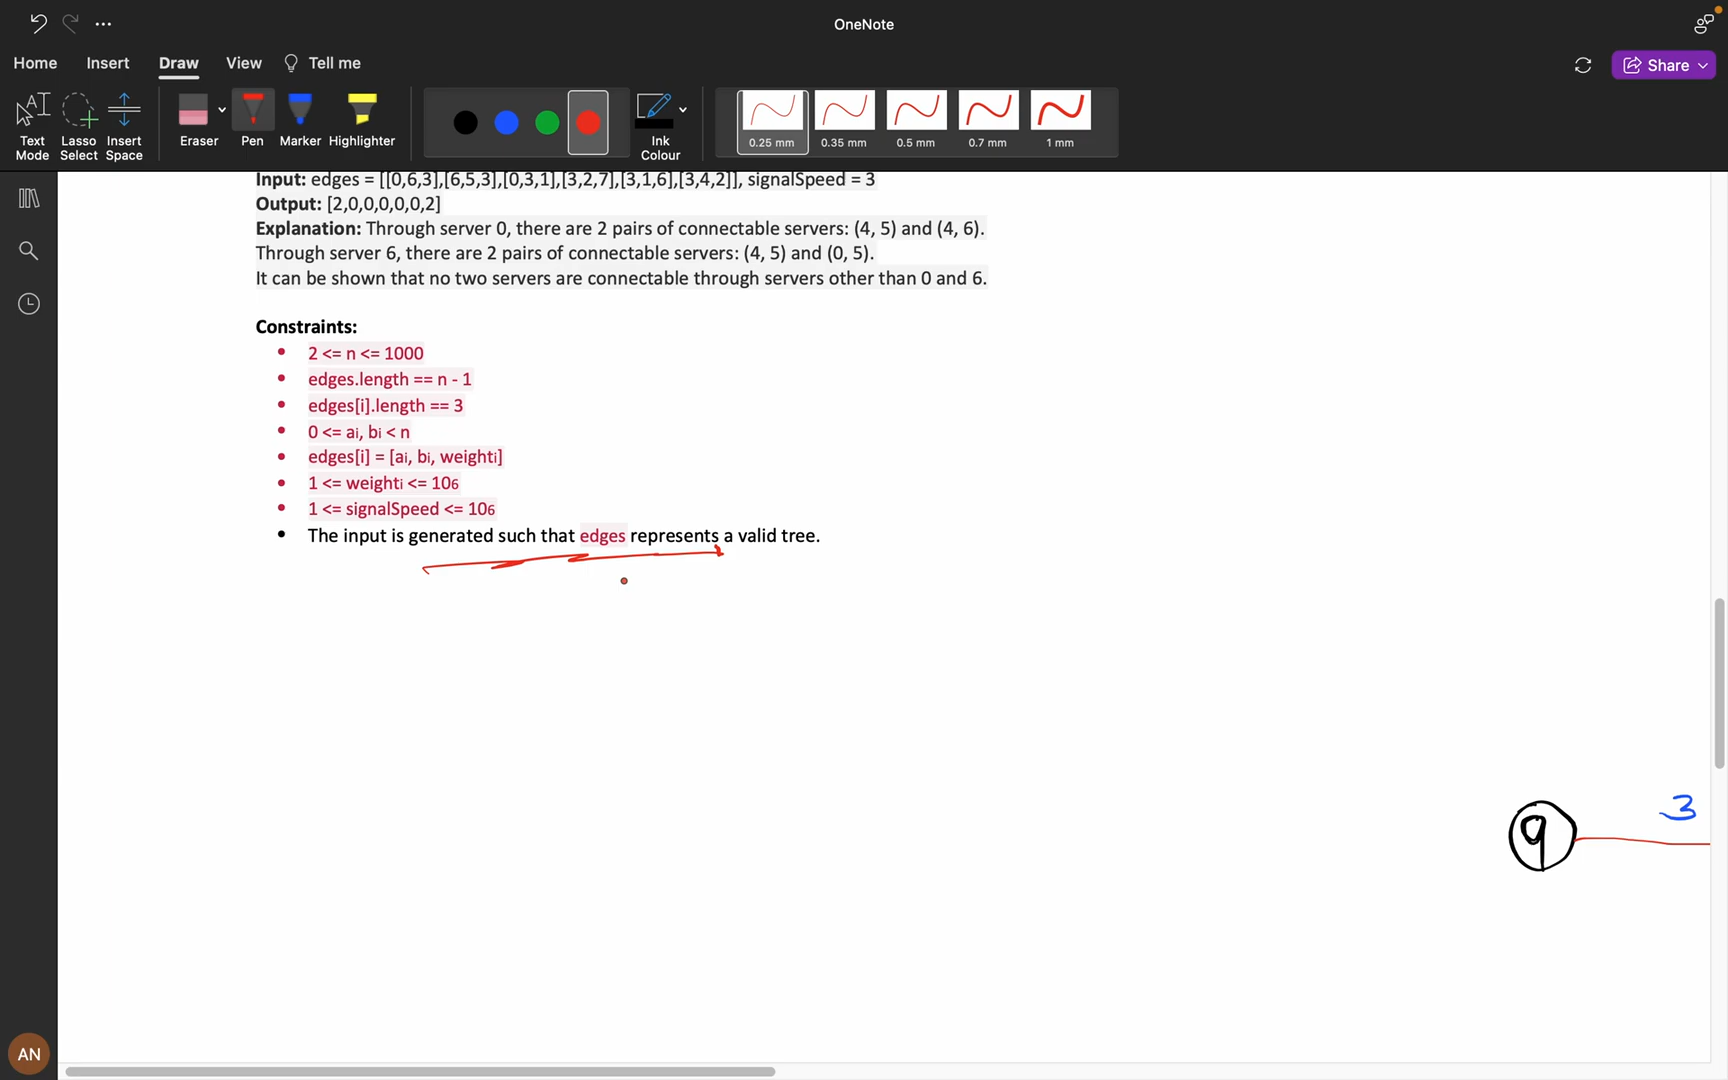 OneNote
Home Insert Draw View Tell me
Share
Text Mode
Lasso Select
Insert Space
Eraser
Pen
Marker
Highlighter
Ink Colour
0.25 mm
0.35 mm
0.5 mm
0.7 mm
1 mm
Input: edges = [[0,6,3],[6,5,3],[0,3,1],[3,2,7],[3,1,6],[3,4,2]], signalSpeed = 3
Output: [2,0,0,0,0,0,2]
Explanation: Through server 0, there are 2 pairs of connectable servers: (4, 5) and (4, 6).
Through server 6, there are 2 pairs of connectable servers: (4, 5) and (0, 5).
It can be shown that no two servers are connectable through servers other than 0 and 6.
Constraints:
• 2 <= n <= 1000
• edges.length == n - 1
• edges[i].length == 3
• 0 <= ai, bi < n
• edges[i] = [ai, bi, weighti]
• 1 <= weighti <= 106
• 1 <= signalSpeed <= 106
• The input is generated such that edges represents a valid tree.
3
9
AN